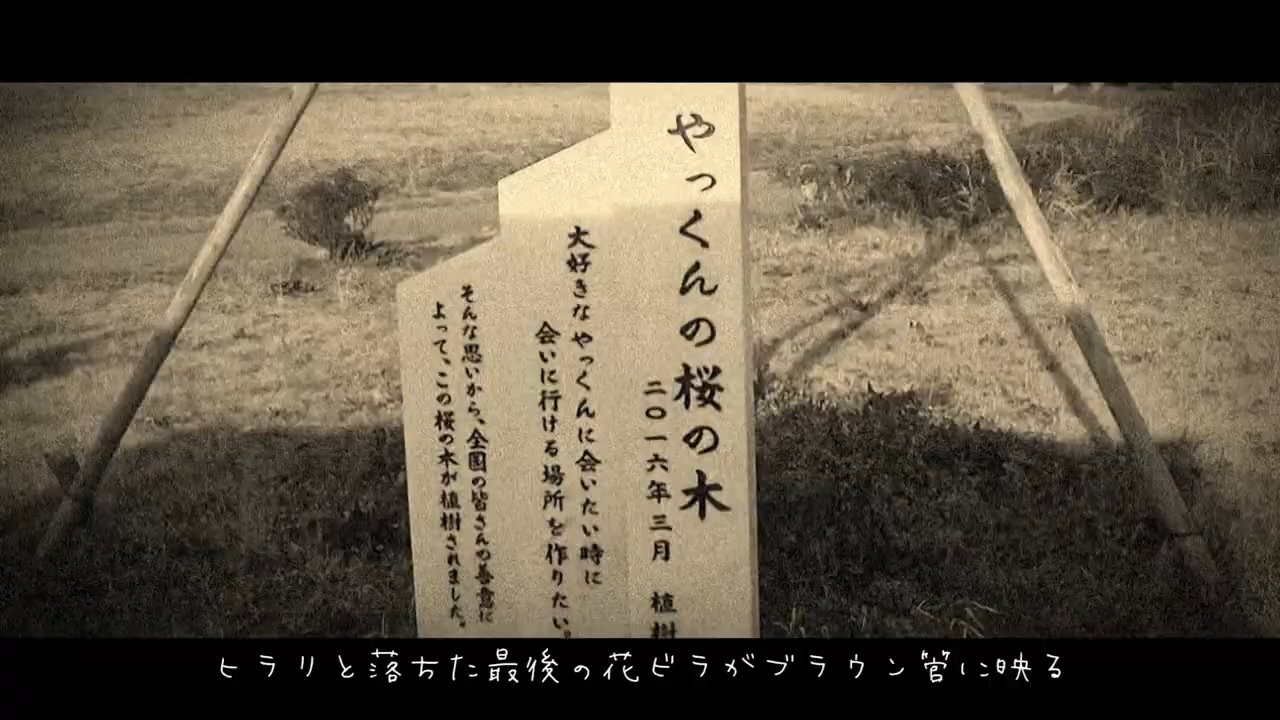 やっくんの桜の木
二〇一六年三月 植樹
大好きなやっくんに会いたい時に
会いに行ける場所を作りたい。
そんな思いから、全国の皆さんの善意に
よって、この桜の木が植樹されました。
ヒラリと落ちた最後の花ビラがブラウン管に映る